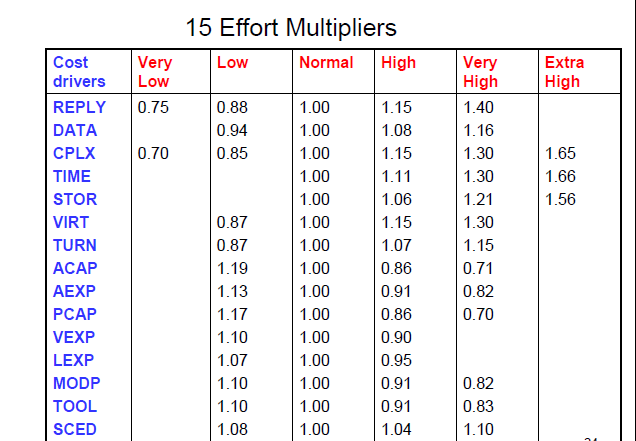 15 Effort Multipliers
Cost drivers Very Low Low Normal High Very High Extra High
REPLY 0.75 0.88 1.00 1.15 1.40
DATA 0.94 1.00 1.08 1.16
CPLX 0.70 0.85 1.00 1.15 1.30 1.65
TIME 1.00 1.11 1.30 1.66
STOR 1.00 1.06 1.21 1.56
VIRT 0.87 1.00 1.15 1.30
TURN 0.87 1.00 1.07 1.15
ACAP 1.19 1.00 0.86 0.71
AEXP 1.13 1.00 0.91 0.82
PCAP 1.17 1.00 0.86 0.70
VEXP 1.10 1.00 0.90
LEXP 1.07 1.00 0.95
MODP 1.10 1.00 0.91 0.82
TOOL 1.10 1.00 0.91 0.83
SCED 1.08 1.00 1.04 1.10